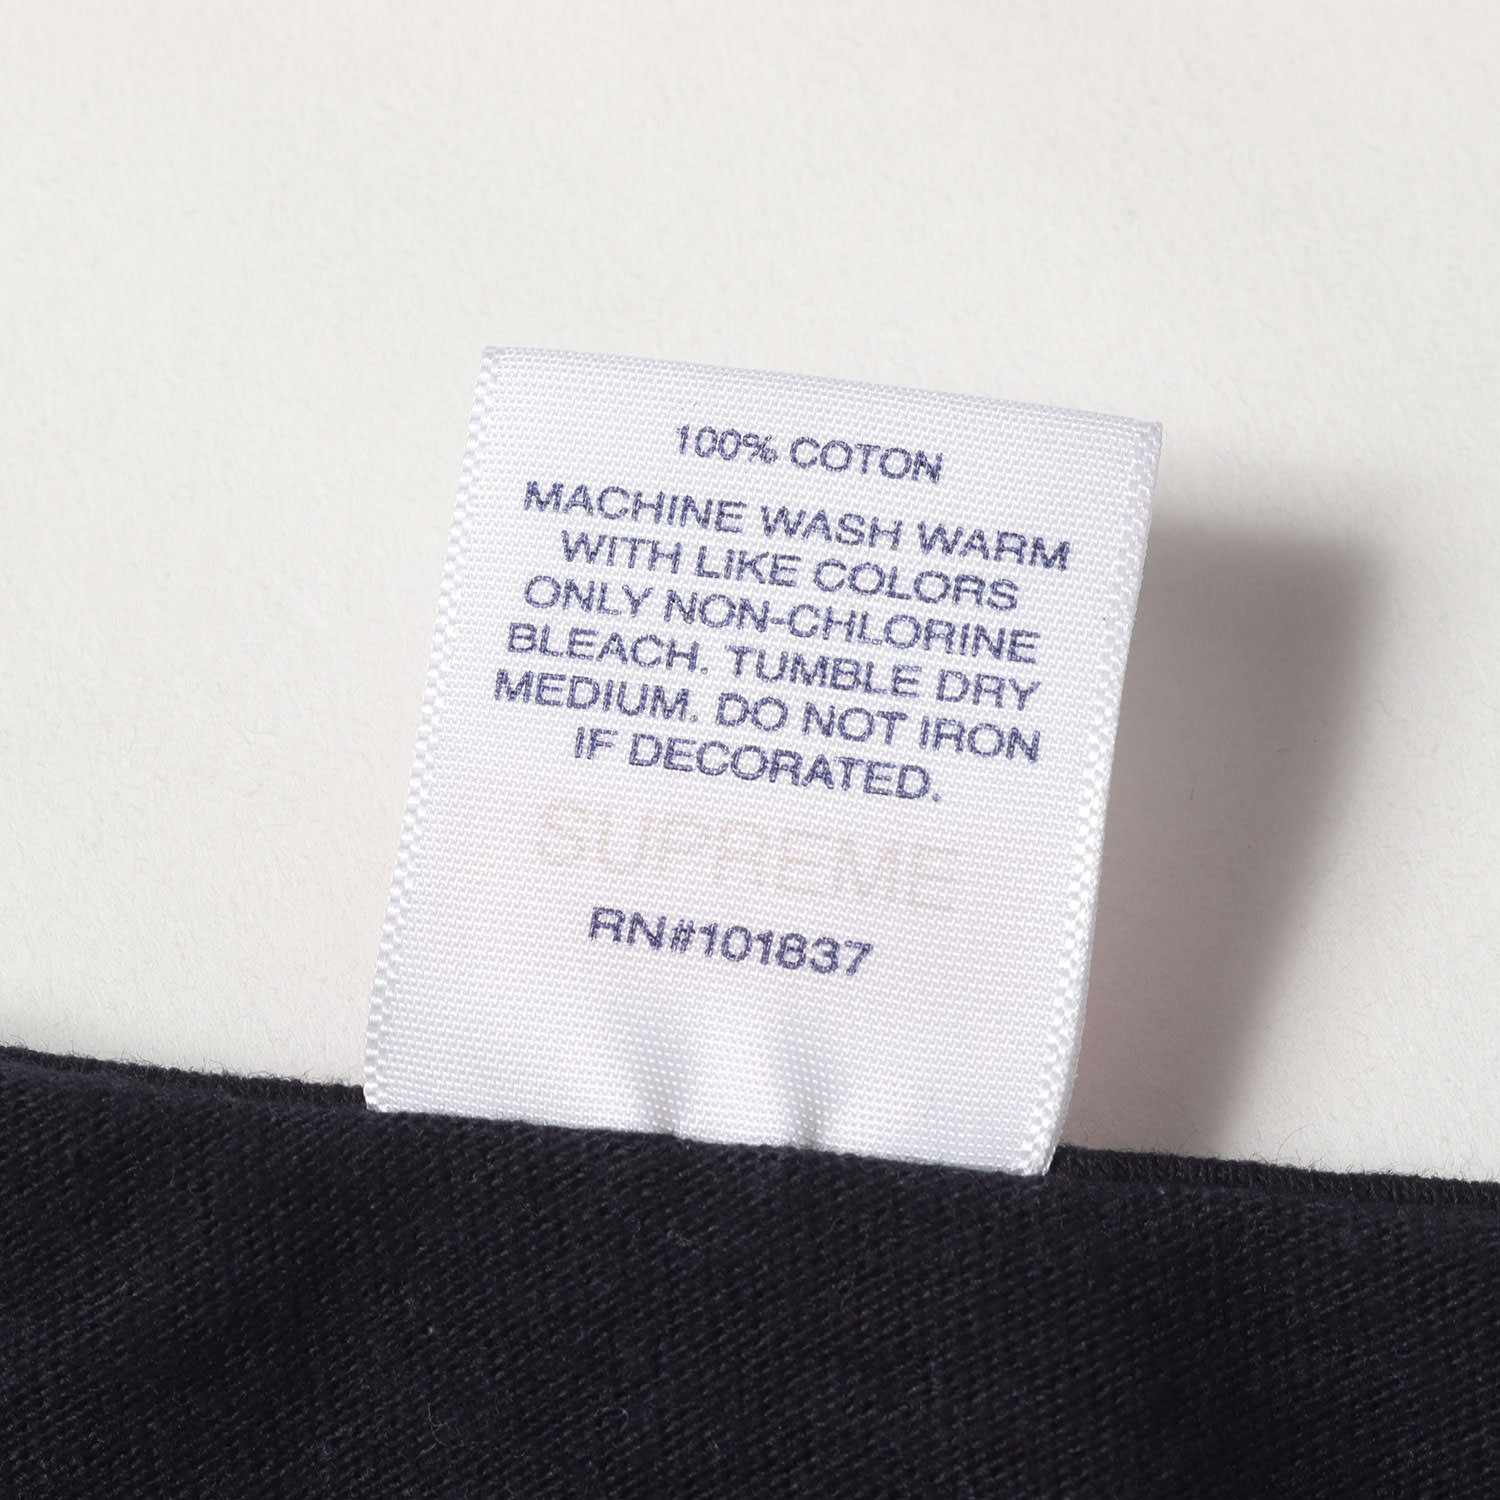 100% COTON
MACHINE WASH WARM
WITH LIKE COLORS
ONLY NON-CHLORINE
BLEACH. TUMBLE DRY
MEDIUM. DO NOT IRON
IF DECORATED.
SUPREME
RN#101837